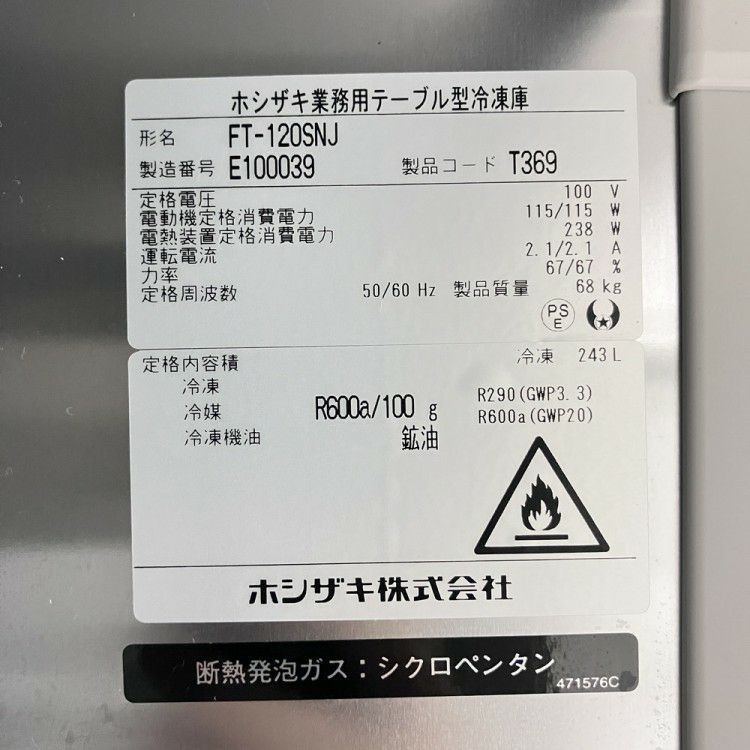 ホシザキ業務用テーブル型冷凍庫
形名 FT-120SNJ
製造番号 E100039 製品コード T369
定格電圧 100 V
電動機定格消費電力 115/115 W
電熱装置定格消費電力 238 W
運転電流 2.1/2.1 A
力率 67/67 %
定格周波数 50/60 Hz 製品質量 68 kg
PS
E
定格内容積 冷凍 243L
冷凍
冷媒 R600a/100 g R290(GWP3.3)
R600a(GWP20)
冷凍機油 鉱油
ホシザキ株式会社
断熱発泡ガス：シクロペンタン
471576C